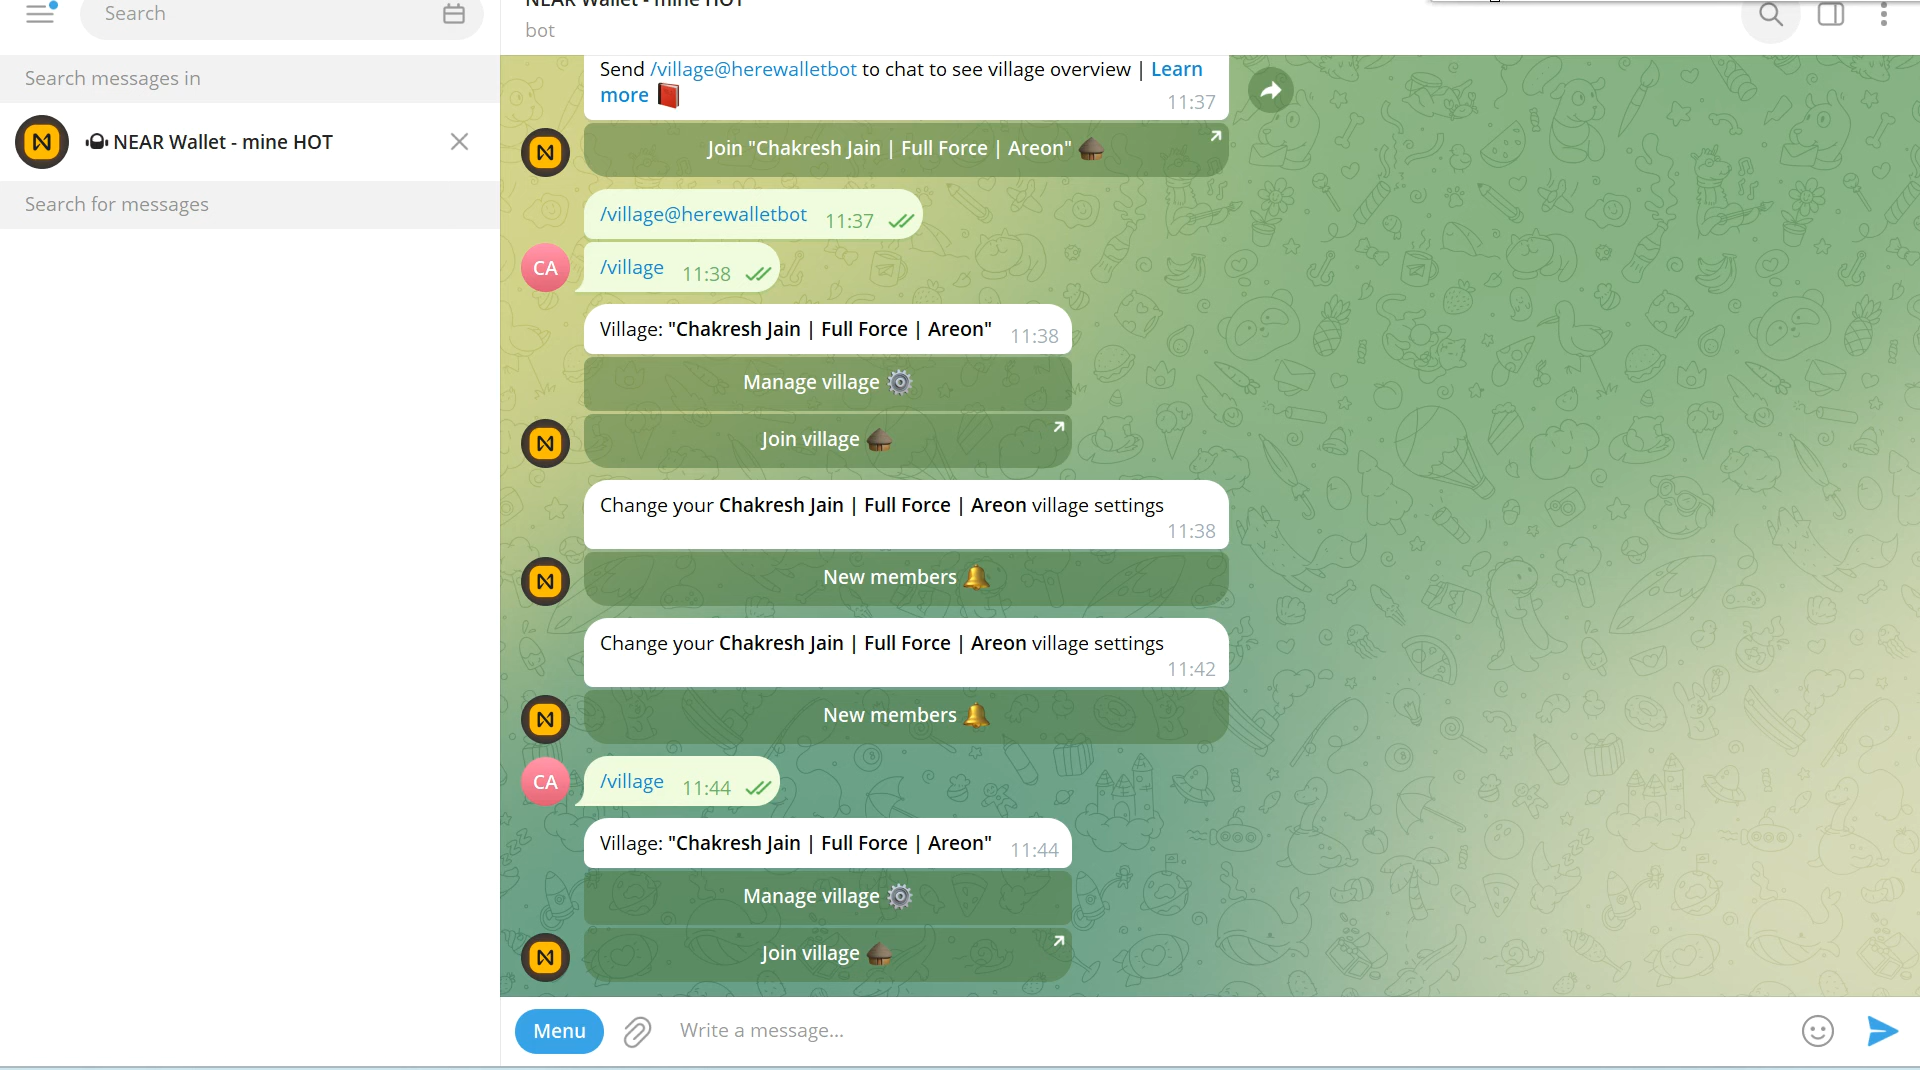 Search
NEAR Wallet - mine HOT
bot
Search messages in
NEAR Wallet - mine HOT
Search for messages
Send /village@herewalletbot to chat to see village overview | Learn
more
11:37
Join "Chakresh Jain | Full Force | Areon"
/village@herewalletbot 11:37
CA
/village 11:38
Village: "Chakresh Jain | Full Force | Areon" 11:38
Manage village
Join village
Change your Chakresh Jain | Full Force | Areon village settings
11:38
New members
Change your Chakresh Jain | Full Force | Areon village settings
11:42
New members
CA
/village 11:44
Village: "Chakresh Jain | Full Force | Areon" 11:44
Manage village
Join village
Menu
Write a message...